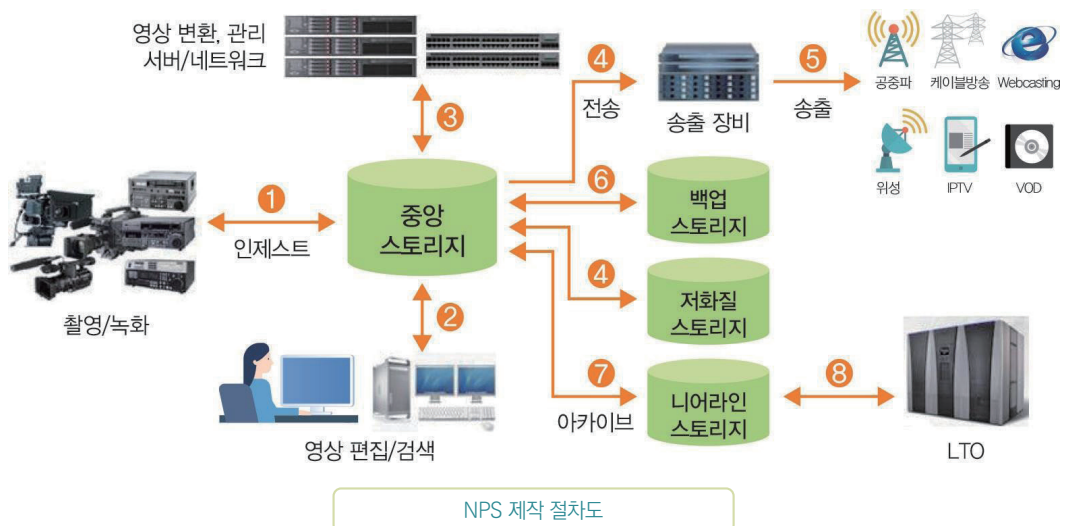 영상 변환, 관리
서버/네트워크
③
④
전송
송출 장비
⑤
송출
공중파
케이블방송
Webcasting
위성
IPTV
VOD
①
인제스트
촬영/녹화
중앙
스토리지
⑥
백업
스토리지
④
저화질
스토리지
②
영상 편집/검색
⑦
아카이브
니어라인
스토리지
⑧
LTO
NPS 제작 절차도